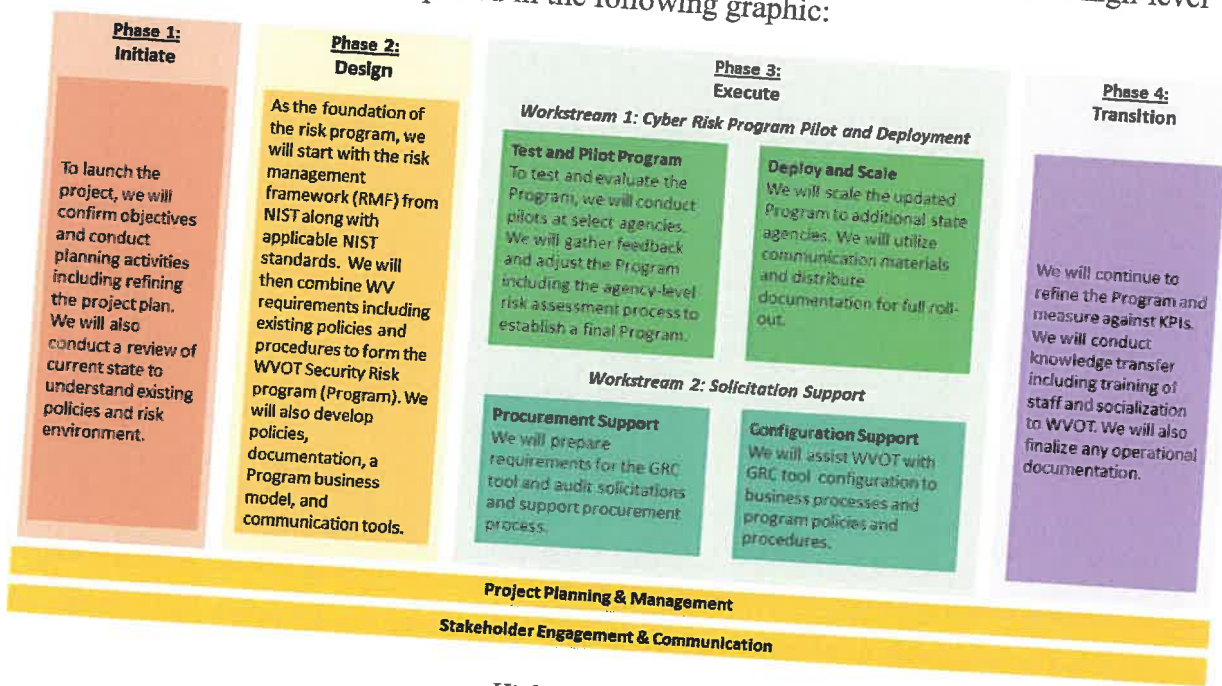 in the following graphic:
Phase 1:
Initiate
To launch the
project, we will
confirm objectives
and conduct
planning activities
including refining
the project plan.
We will also
conduct a review of
current state to
understand existing
policies and risk
environment.
Phase 2:
Design
As the foundation of
the risk program, we
will start with the risk
management
framework (RMF) from
NIST along with
applicable NIST
standards. We will
then combine WV
requirements including
existing policies and
procedures to form the
WVOT Security Risk
program (Program). We
will also develop
policies,
documentation, a
Program business
model, and
communication tools.
Phase 3:
Execute
Workstream 1: Cyber Risk Program Pilot and Deployment
Test and Pilot Program
To test and evaluate the
Program, we will conduct
pilots at select agencies.
We will gather feedback
and adjust the Program
including the agency-level
risk assessment process to
establish a final Program.
Deploy and Scale
We will scale the updated
Program to additional state
agencies. We will utilize
communication materials
and distribute
documentation for full roll-
out.
Workstream 2: Solicitation Support
Procurement Support
We will prepare
requirements for the GRC
tool and audit solicitations
and support procurement
process.
Configuration Support
We will assist WVOT with
GRC tool configuration to
business processes and
program policies and
procedures.
Phase 4:
Transition
We will continue to
refine the Program and
measure against KPIs.
We will conduct
knowledge transfer
including training of
staff and socialization
to WVOT. We will also
finalize any operational
documentation.
Project Planning & Management
Stakeholder Engagement & Communication